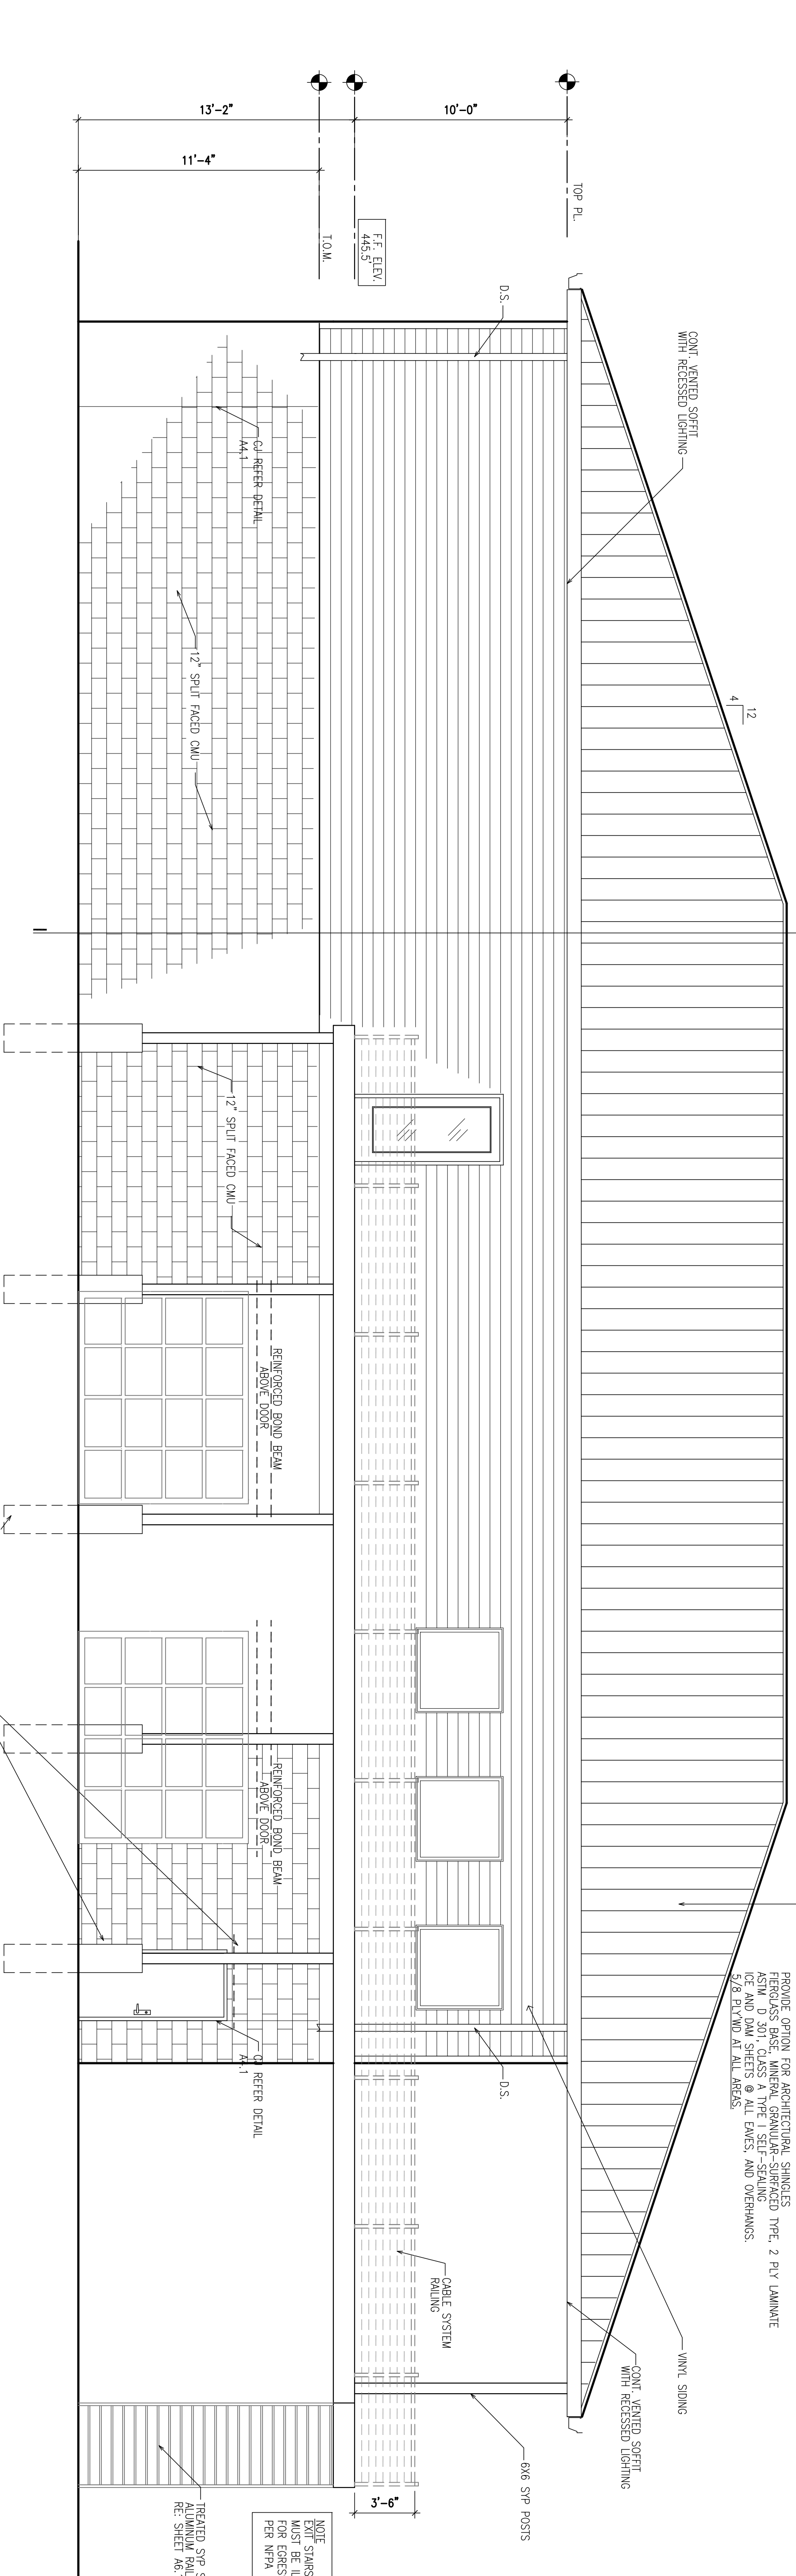 PROVIDE OPTION FOR ARCHITECTURAL SHINGLES
FIERGLASS BASE, MINERAL GRANULAR-SURFACED TYPE, 2 PLY LAMINATE
ASTM D 301, CLASS A TYPE I SELF-SEALING
ICE AND DAM SHEETS @ ALL EAVES, AND OVERHANGS.
5/8 PLYWD AT ALL AREAS.
12
4
CONT. VENTED SOFFIT
WITH RECESSED LIGHTING
VINYL SIDING
CONT. VENTED SOFFIT
WITH RECESSED LIGHTING
TOP PL.
10'-0"
D.S.
D.S.
6X6 SYP POSTS
CABLE SYSTEM
RAILING
F.F. ELEV.
445.5'
3'-6"
T.O.M.
13'-2"
11'-4"
CJ REFER DETAIL
A4.1
12" SPLIT FACED CMU
12" SPLIT FACED CMU
REINFORCED BOND BEAM
ABOVE DOOR
REINFORCED BOND BEAM
ABOVE DOOR
CJ REFER DETAIL
A4.1
NOTE
EXIT STAIRS
MUST BE IL
FOR EGRES
PER NFPA
TREATED SYP S
ALUMINUM RAIL
RE: SHEET A6.